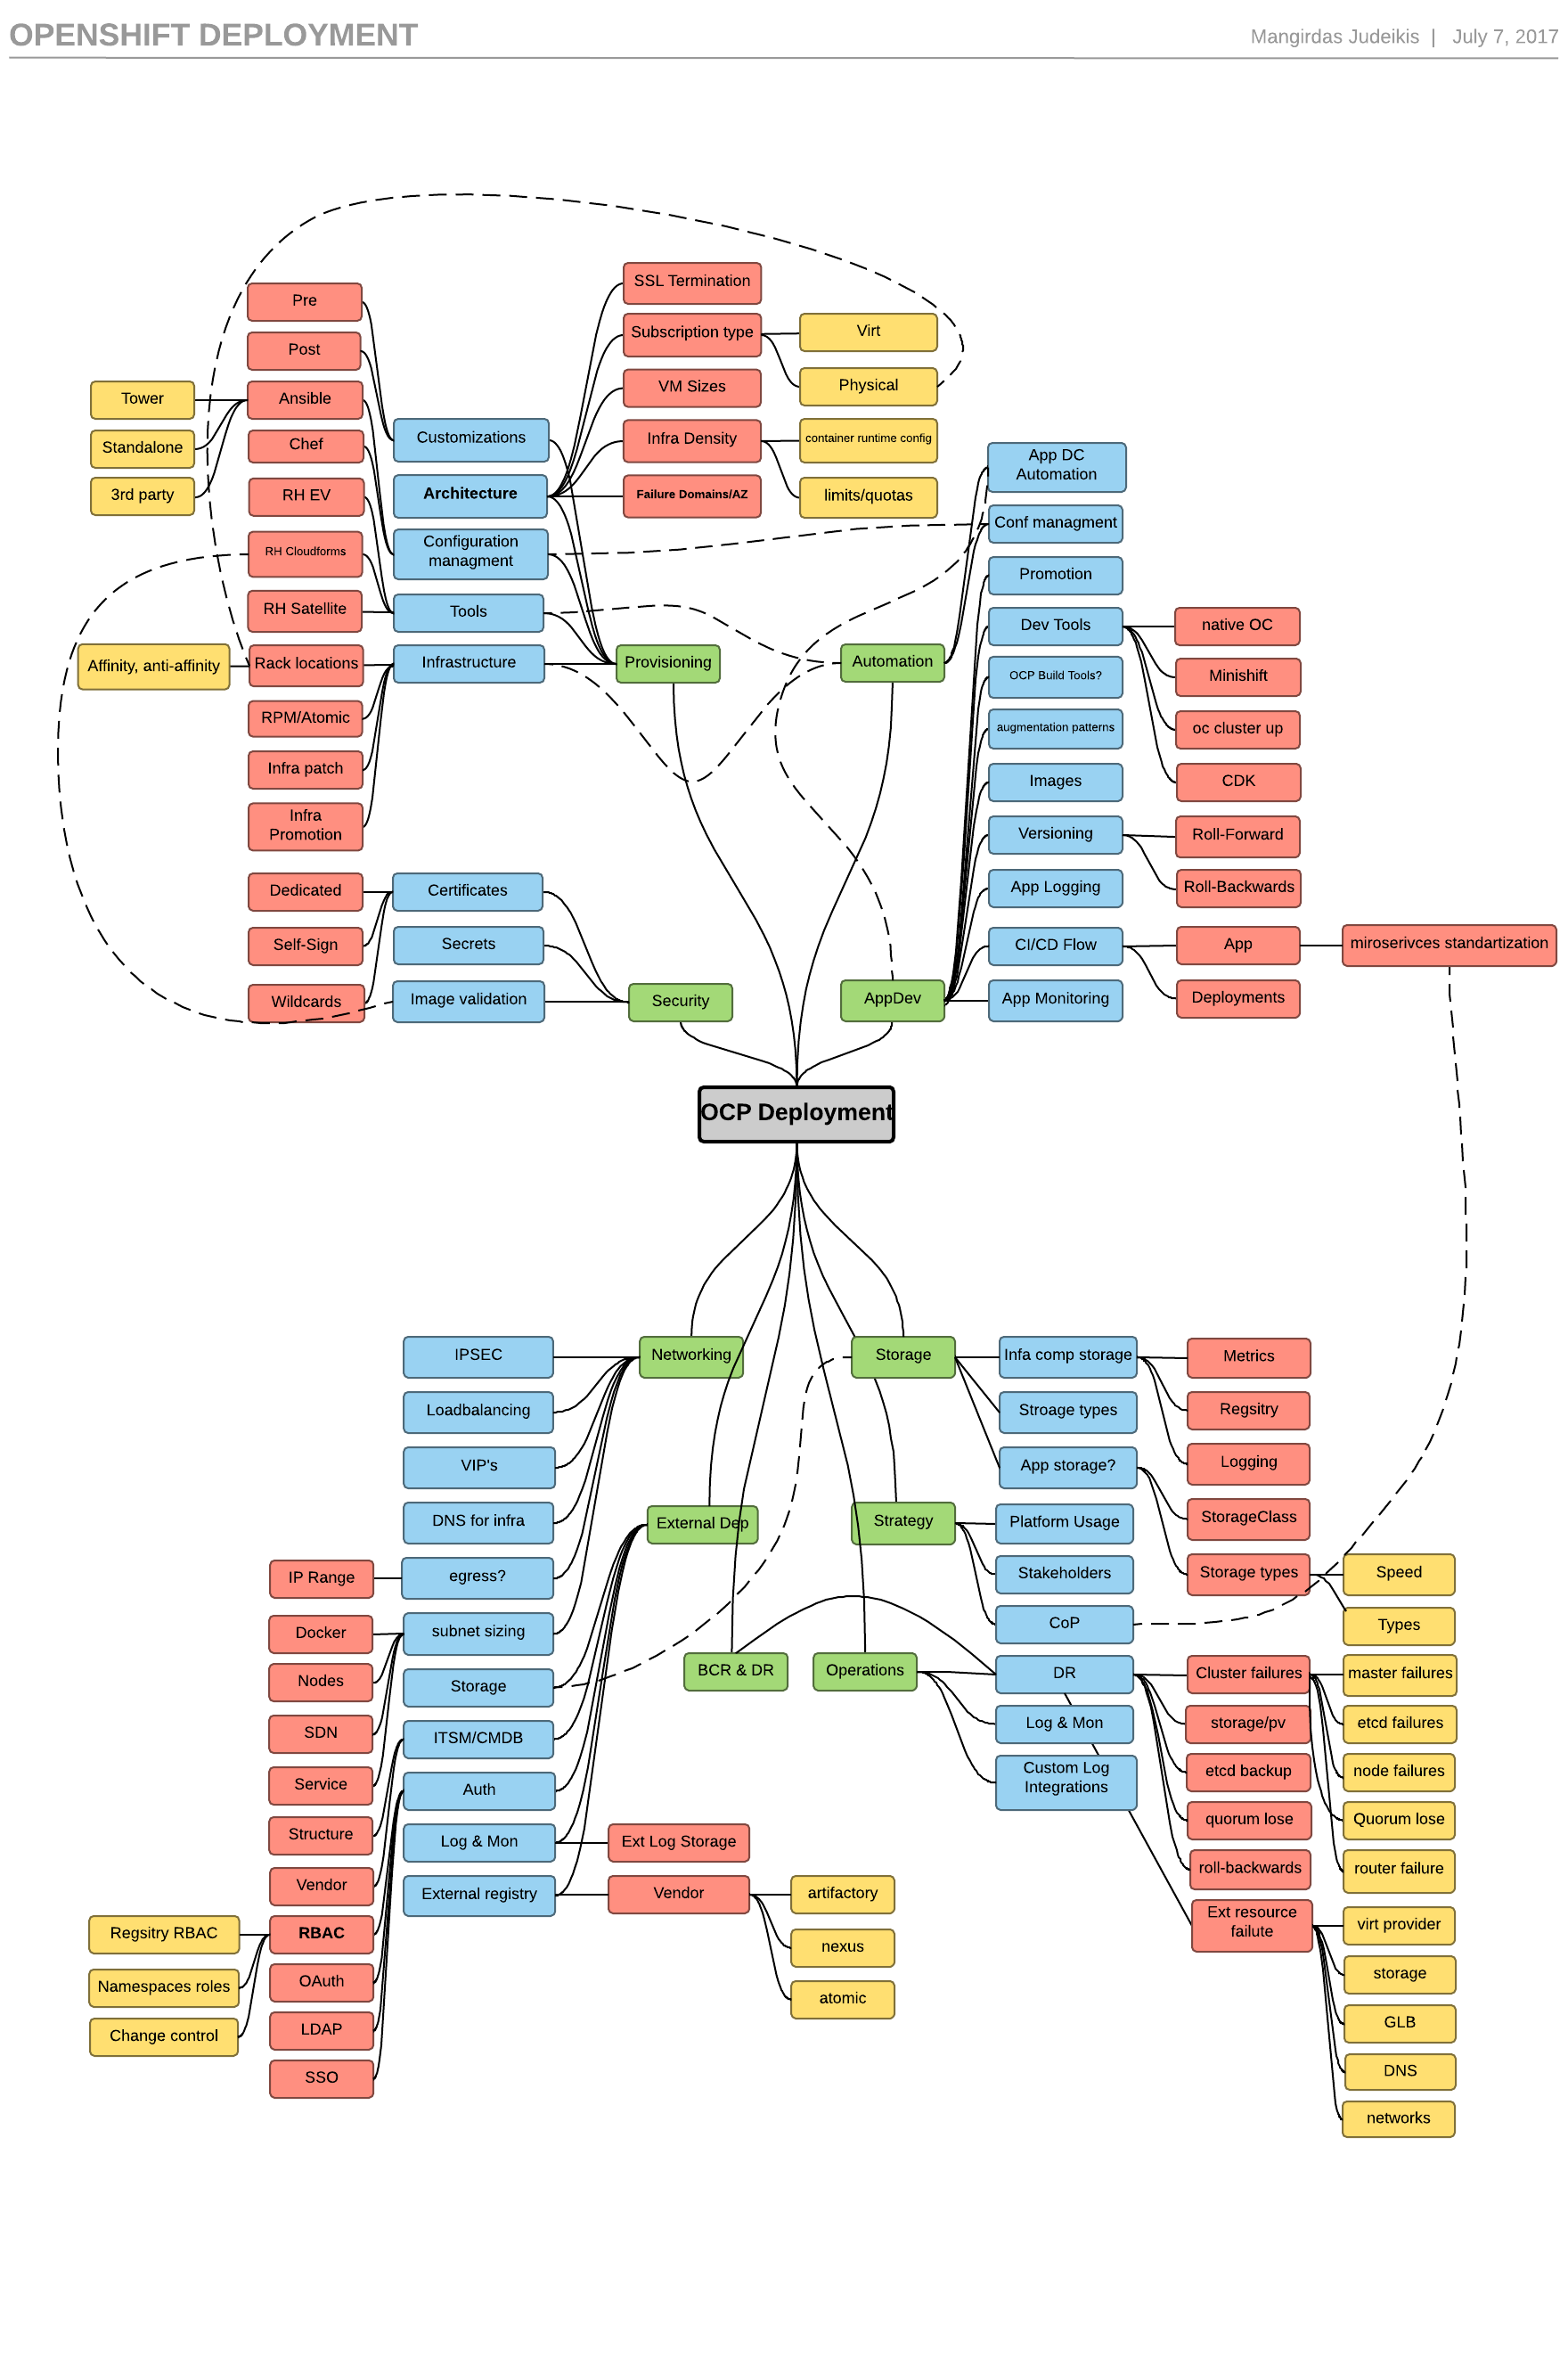 OPENSHIFT DEPLOYMENT
Mangirdas Judeikis | July 7, 2017
Pre
Post
Ansible
Chef
RH EV
RH Cloudforms
RH Satellite
Rack locations
RPM/Atomic
Infra patch
Infra
Promotion
Tower
Standalone
3rd party
Affinity, anti-affinity
Customizations
Architecture
Configuration
managment
Tools
Infrastructure
SSL Termination
Subscription type
VM Sizes
Infra Density
Failure Domains/AZ
Virt
Physical
container runtime config
limits/quotas
Provisioning
Automation
App DC
Automation
Conf managment
Promotion
Dev Tools
OCP Build Tools?
augmentation patterns
Images
Versioning
App Logging
CI/CD Flow
App Monitoring
native OC
Minishift
oc cluster up
CDK
Roll-Forward
Roll-Backwards
App
Deployments
miroserivces standartization
Dedicated
Self-Sign
Wildcards
Certificates
Secrets
Image validation
Security
AppDev
OCP Deployment
IPSEC
Loadbalancing
VIP's
DNS for infra
egress?
subnet sizing
Storage
ITSM/CMDB
Auth
Log & Mon
External registry
Networking
External Dep
BCR & DR
Operations
Storage
Strategy
IP Range
Docker
Nodes
SDN
Service
Structure
Vendor
RBAC
OAuth
LDAP
SSO
Regsitry RBAC
Namespaces roles
Change control
Ext Log Storage
Vendor
artifactory
nexus
atomic
Infa comp storage
Stroage types
App storage?
Platform Usage
Stakeholders
CoP
DR
Log & Mon
Custom Log
Integrations
Metrics
Regsitry
Logging
StorageClass
Storage types
Speed
Types
Cluster failures
storage/pv
etcd backup
quorum lose
roll-backwards
Ext resource
failute
master failures
etcd failures
node failures
Quorum lose
router failure
virt provider
storage
GLB
DNS
networks